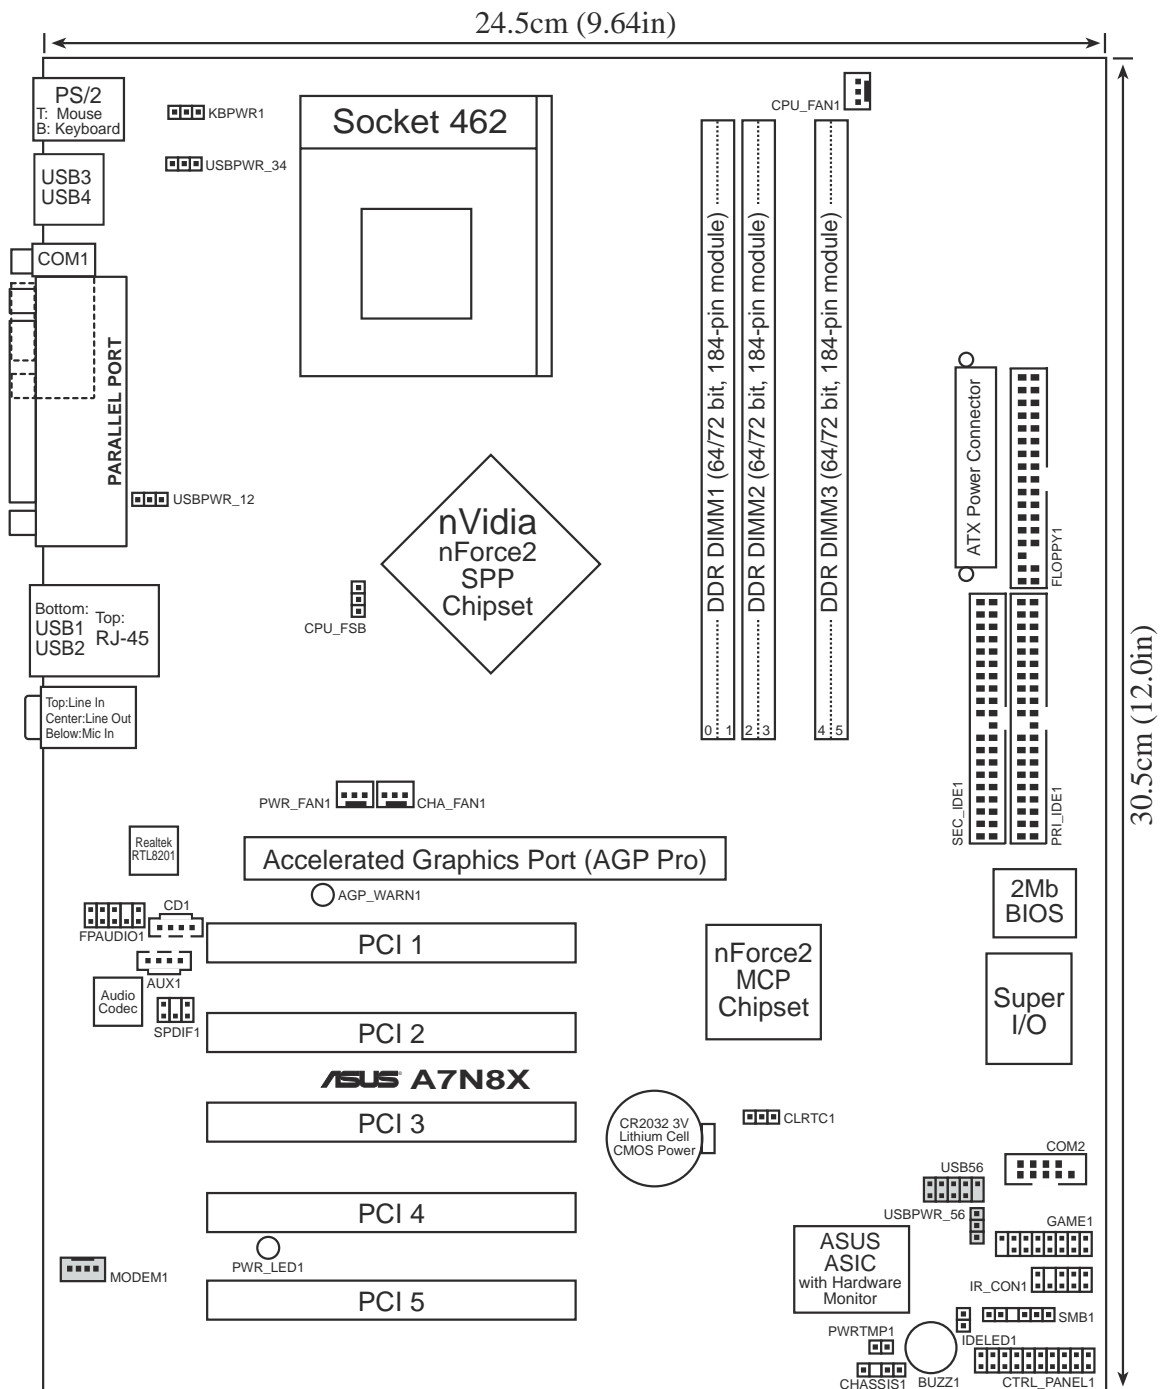 24.5cm (9.64in)
PS/2
T: Mouse
B: Keyboard
KBPWR1
Socket 462
CPU_FAN1
USBPWR_34
USB3
USB4
COM1
PARALLEL PORT
DDR DIMM1 (64/72 bit, 184-pin module)
DDR DIMM2 (64/72 bit, 184-pin module)
DDR DIMM3 (64/72 bit, 184-pin module)
0 1
2 3
4 5
ATX Power Connector
FLOPPY1
USBPWR_12
nVidia
nForce2
SPP
Chipset
CPU_FSB
Bottom:
USB1
USB2
Top:
RJ-45
30.5cm (12.0in)
Top:Line In
Center:Line Out
Below:Mic In
SEC_IDE1
PRI_IDE1
PWR_FAN1
CHA_FAN1
Realtek
RTL8201
Accelerated Graphics Port (AGP Pro)
AGP_WARN1
2Mb
BIOS
CD1
FPAUDIO1
PCI 1
AUX1
nForce2
MCP
Chipset
Audio
Codec
SPDIF1
Super
I/O
PCI 2
ASUS A7N8X
PCI 3
CR2032 3V
Lithium Cell
CMOS Power
CLRTC1
COM2
USB56
USBPWR_56
GAME1
PCI 4
PWR_LED1
MODEM1
ASUS
ASIC
with Hardware
Monitor
IR_CON1
PCI 5
SMB1
PWRTMP1
IDELED1
CHASSIS1
BUZZ1
CTRL_PANEL1